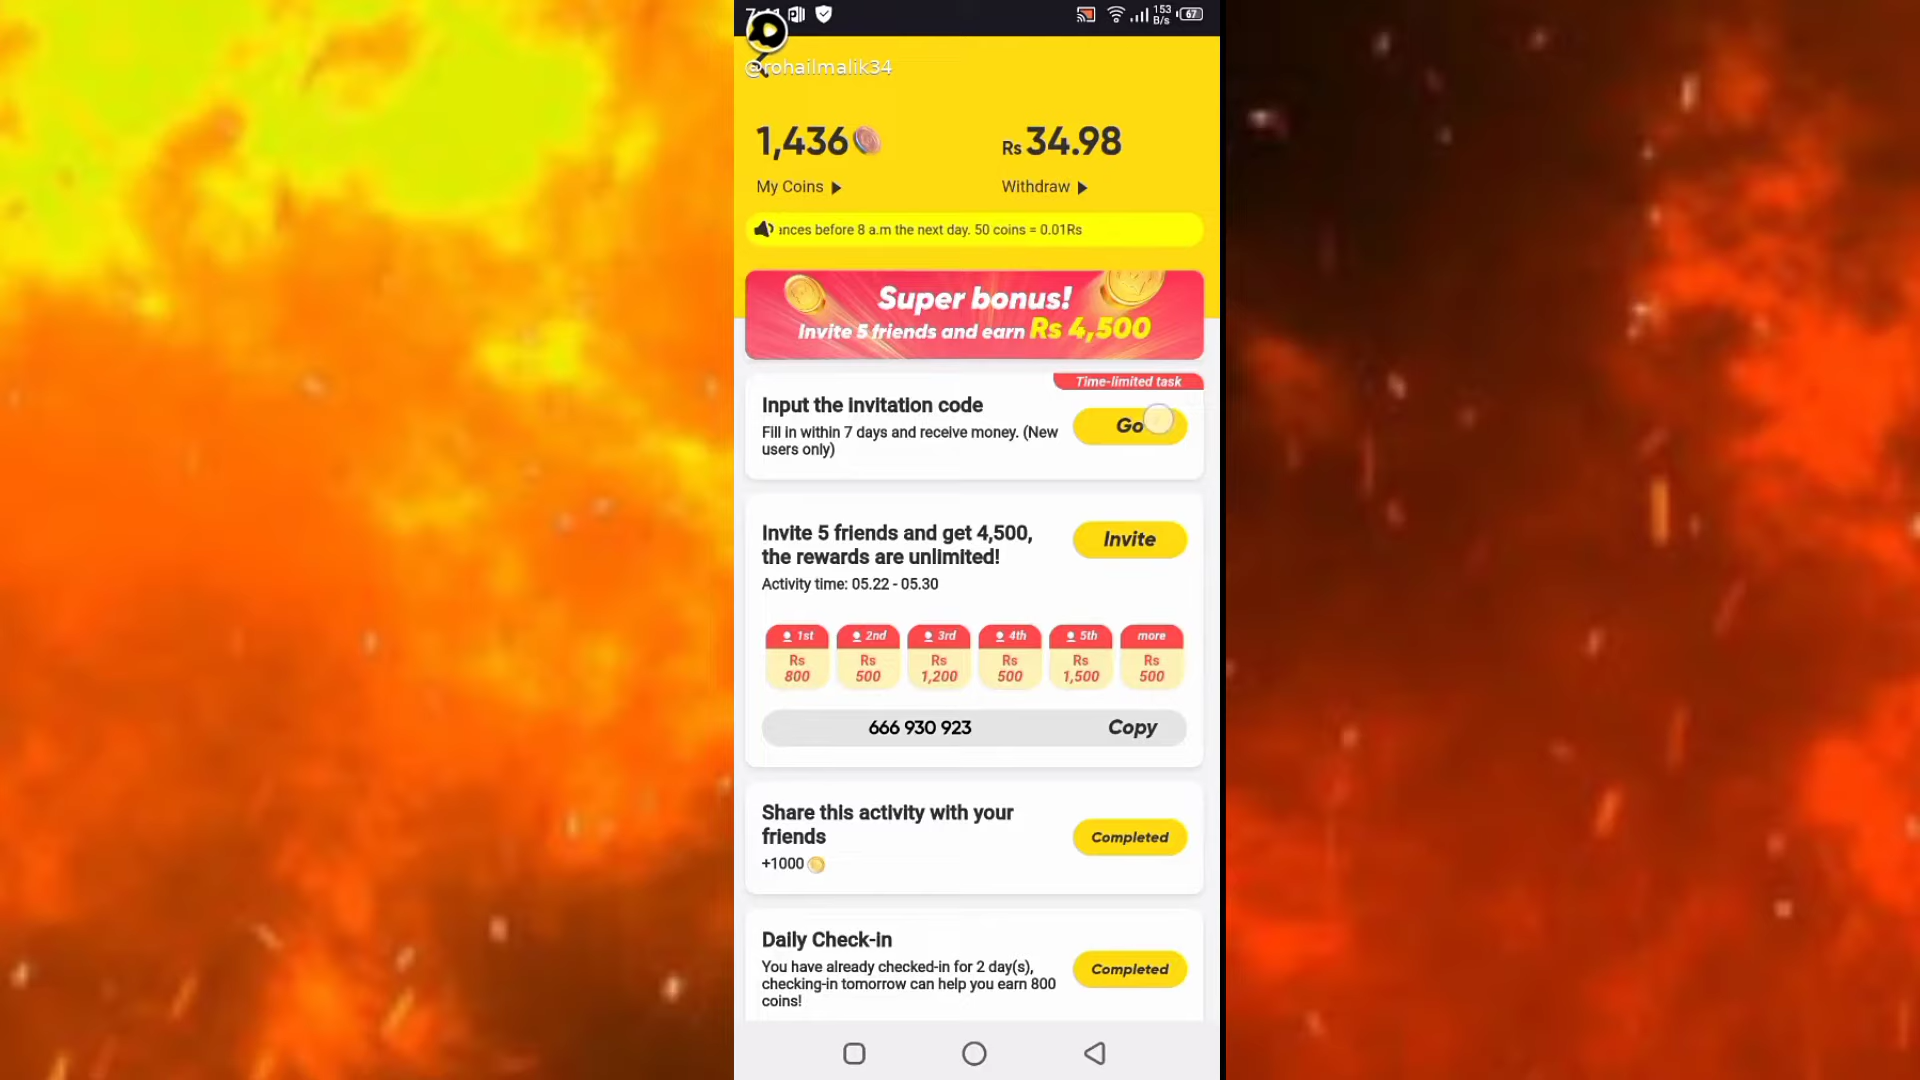 153
B/s
67
@rohailmalik34
1,436
Rs 34.98
My Coins
Withdraw
ances before 8 a.m the next day. 50 coins = 0.01Rs
Super bonus!
Invite 5 friends and earn Rs 4,500
Time-limited task
Input the invitation code
Go
Fill in within 7 days and receive money. (New
users only)
Invite 5 friends and get 4,500,
the rewards are unlimited!
Invite
Activity time: 05.22 - 05.30
1st 2nd 3rd 4th 5th more
Rs Rs Rs Rs Rs Rs
800 500 1,200 500 1,500 500
666 930 923 Copy
Share this activity with your
friends
Completed
+1000
Daily Check-in
Completed
You have already checked-in for 2 day(s),
checking-in tomorrow can help you earn 800
coins!